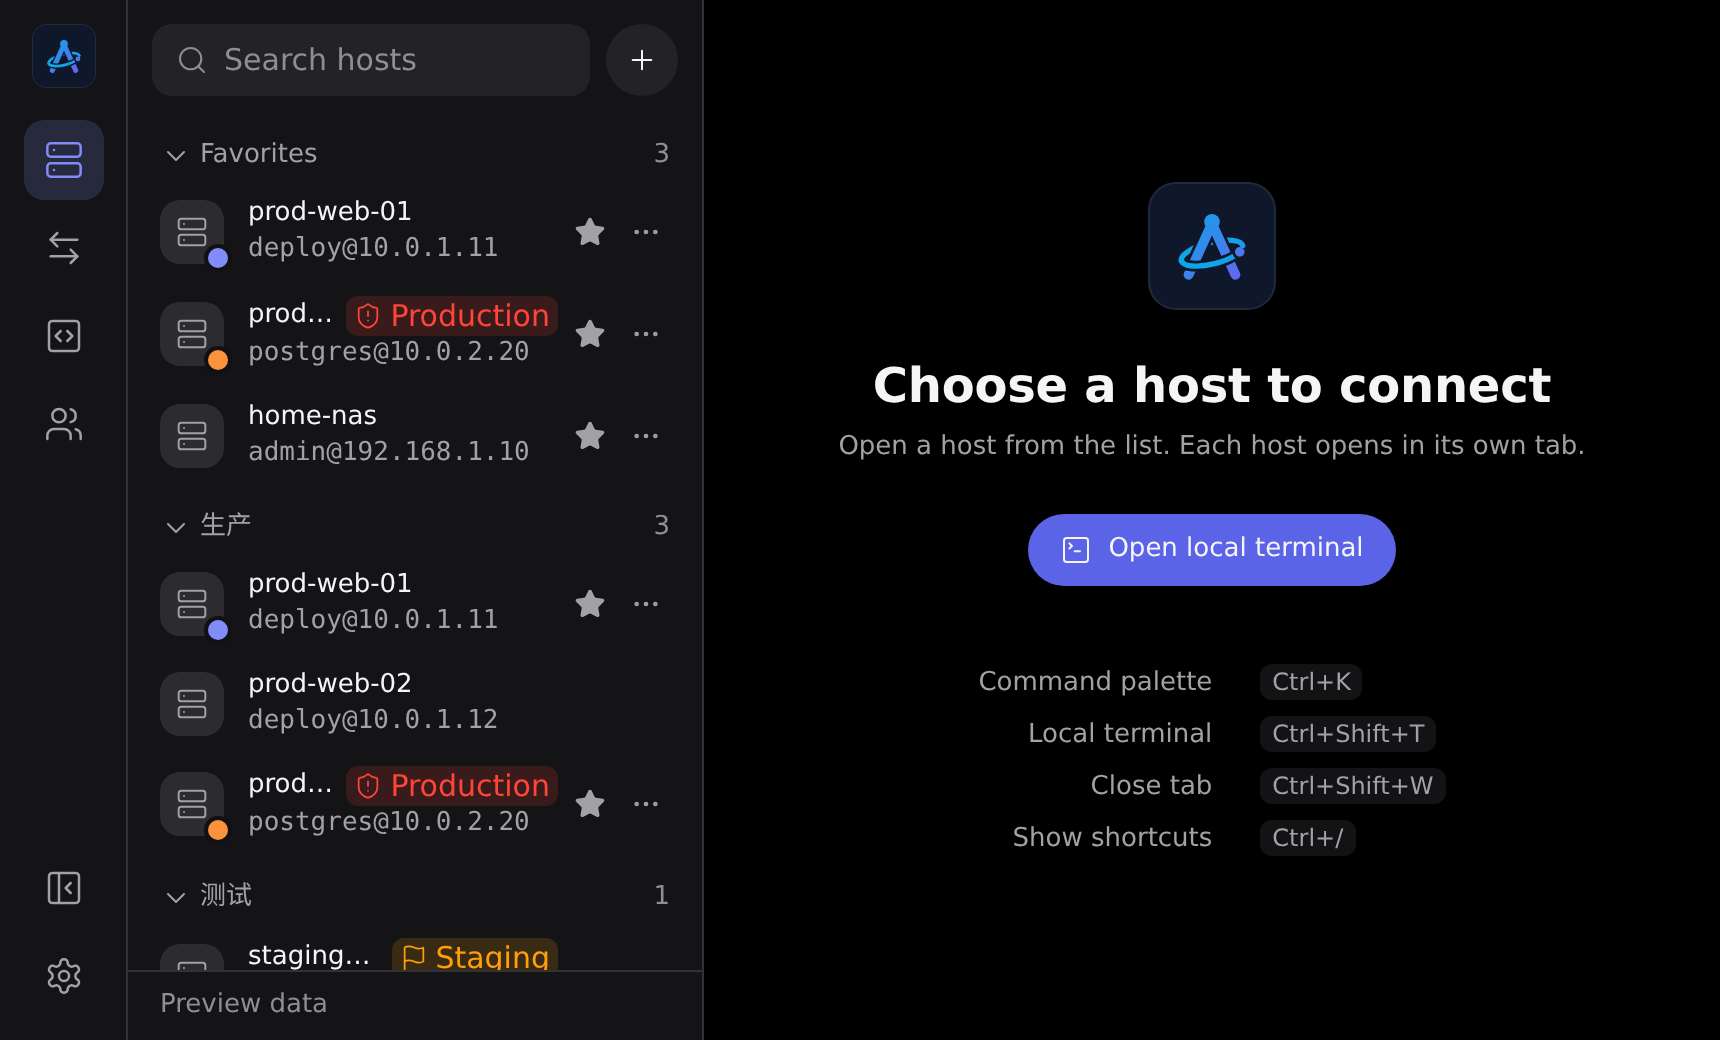 Search hosts
Favorites 3
prod-web-01
deploy@10.0.1.11
prod... Production
postgres@10.0.2.20
home-nas
admin@192.168.1.10
生产 3
prod-web-01
deploy@10.0.1.11
prod-web-02
deploy@10.0.1.12
prod... Production
postgres@10.0.2.20
测试 1
staging... Staging
Preview data
Choose a host to connect
Open a host from the list. Each host opens in its own tab.
Open local terminal
Command palette Ctrl+K
Local terminal Ctrl+Shift+T
Close tab Ctrl+Shift+W
Show shortcuts Ctrl+/